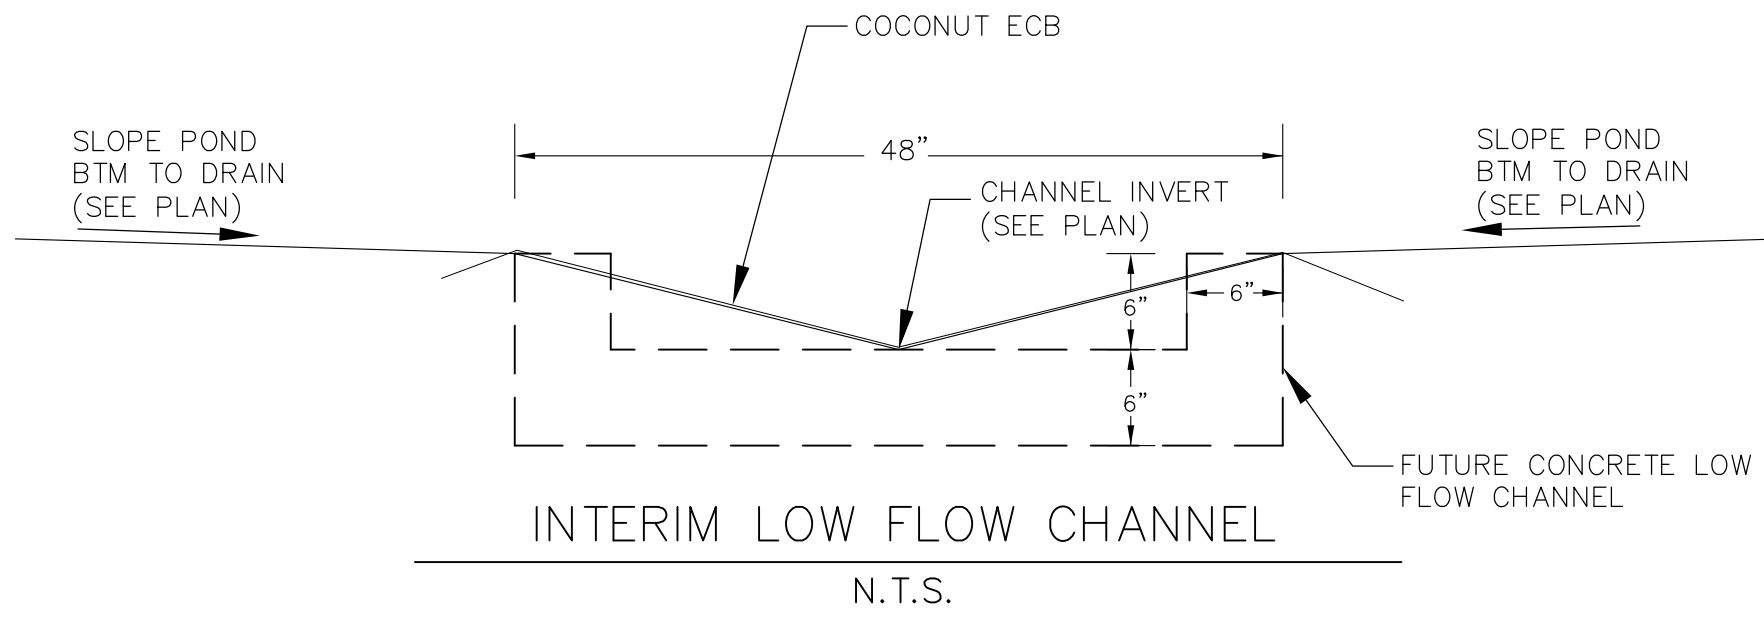 COCONUT ECB
SLOPE POND
BTM TO DRAIN
(SEE PLAN)
48"
SLOPE POND
BTM TO DRAIN
(SEE PLAN)
CHANNEL INVERT
(SEE PLAN)
6"
6"
6"
FUTURE CONCRETE LOW
FLOW CHANNEL
INTERIM LOW FLOW CHANNEL
N.T.S.